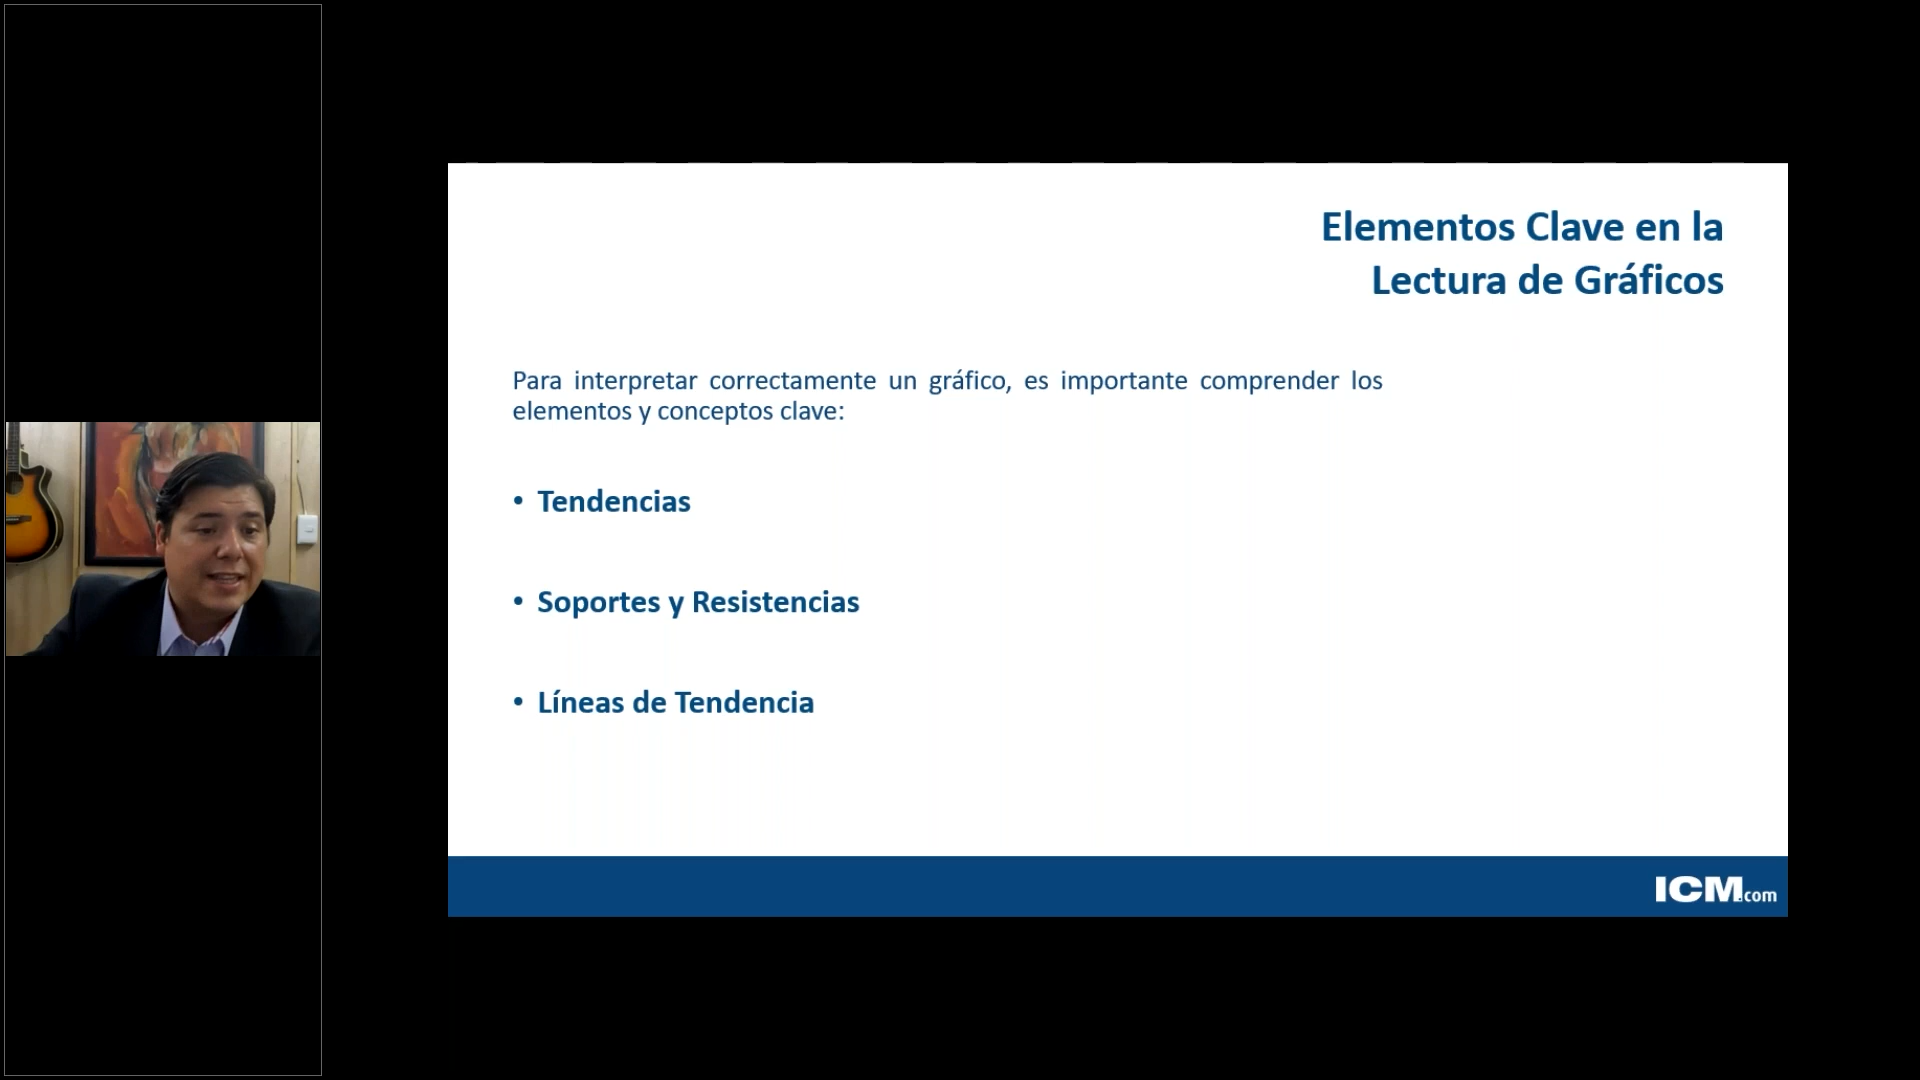 Elementos Clave en la
Lectura de Gráficos
Para interpretar correctamente un gráfico, es importante comprender los
elementos y conceptos clave:
• Tendencias
• Soportes y Resistencias
• Líneas de Tendencia
ICM.com